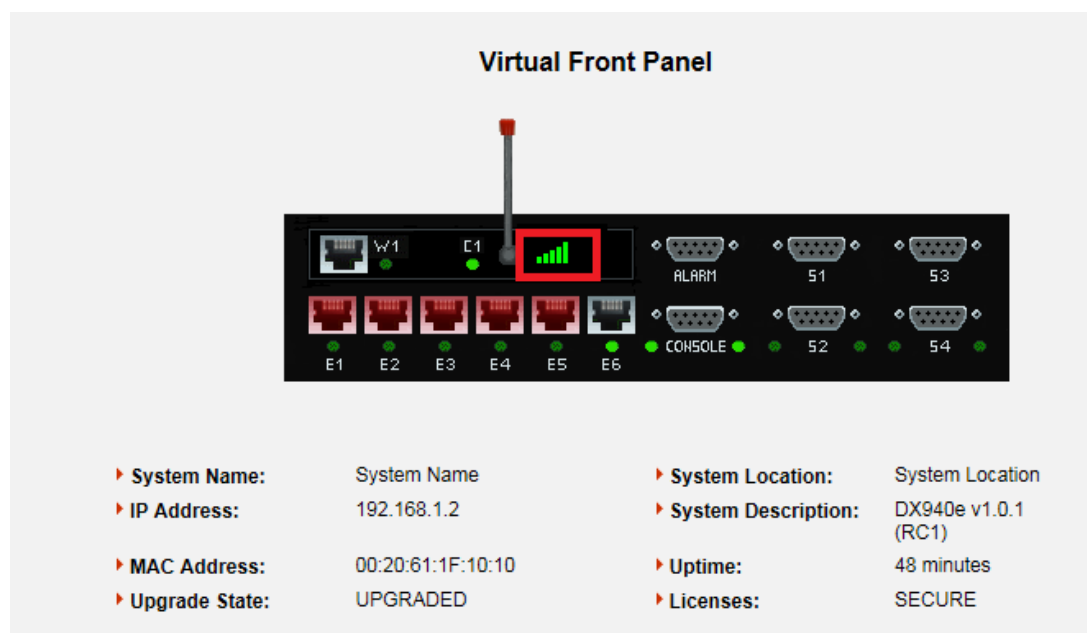 Virtual Front Panel
W1 C1
ALARM S1 S3
CONSOLE S2 S4
E1 E2 E3 E4 E5 E6
System Name: System Name System Location: System Location
IP Address: 192.168.1.2 System Description: DX940e v1.0.1
(RC1)
MAC Address: 00:20:61:1F:10:10 Uptime: 48 minutes
Upgrade State: UPGRADED Licenses: SECURE